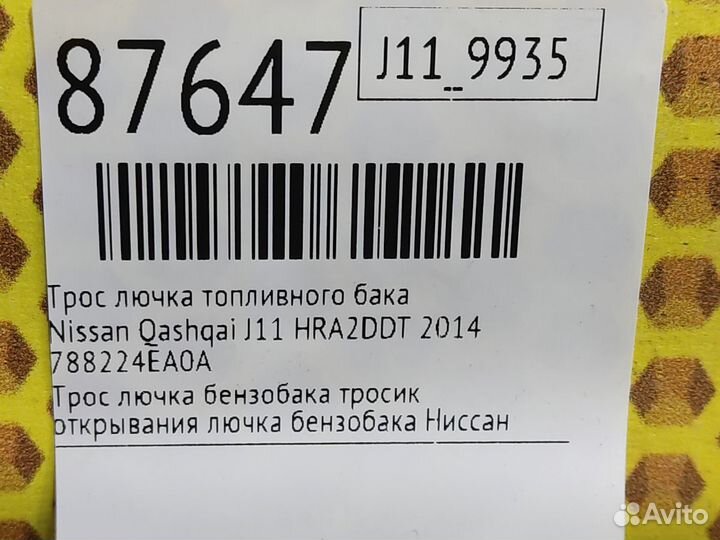 87647
J11_9935
Трос лючка топливного бака
Nissan Qashqai J11 HRA2DDT 2014
788224EA0A
Трос лючка бензобака тросик
открывания лючка бензобака Ниссан
Avito